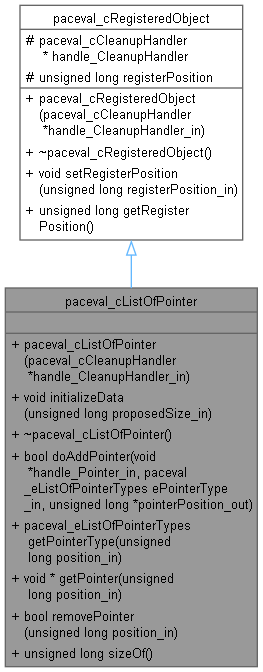 paceval_cRegisteredObject
# paceval_cCleanupHandler
* handle_CleanupHandler
# unsigned long registerPosition
+ paceval_cRegisteredObject
(paceval_cCleanupHandler
*handle_CleanupHandler_in)
+ ~paceval_cRegisteredObject()
+ void setRegisterPosition
(unsigned long registerPosition_in)
+ unsigned long getRegister
Position()
paceval_cListOfPointer
+ paceval_cListOfPointer
(paceval_cCleanupHandler
*handle_CleanupHandler_in)
+ void initializeData
(unsigned long proposedSize_in)
+ ~paceval_cListOfPointer()
+ bool doAddPointer(void
*handle_Pointer_in, paceval
_eListOfPointerTypes ePointerType
_in, unsigned long *pointerPosition_out)
+ paceval_eListOfPointerTypes
getPointerType(unsigned
long position_in)
+ void * getPointer(unsigned
long position_in)
+ bool removePointer
(unsigned long position_in)
+ unsigned long sizeOf()